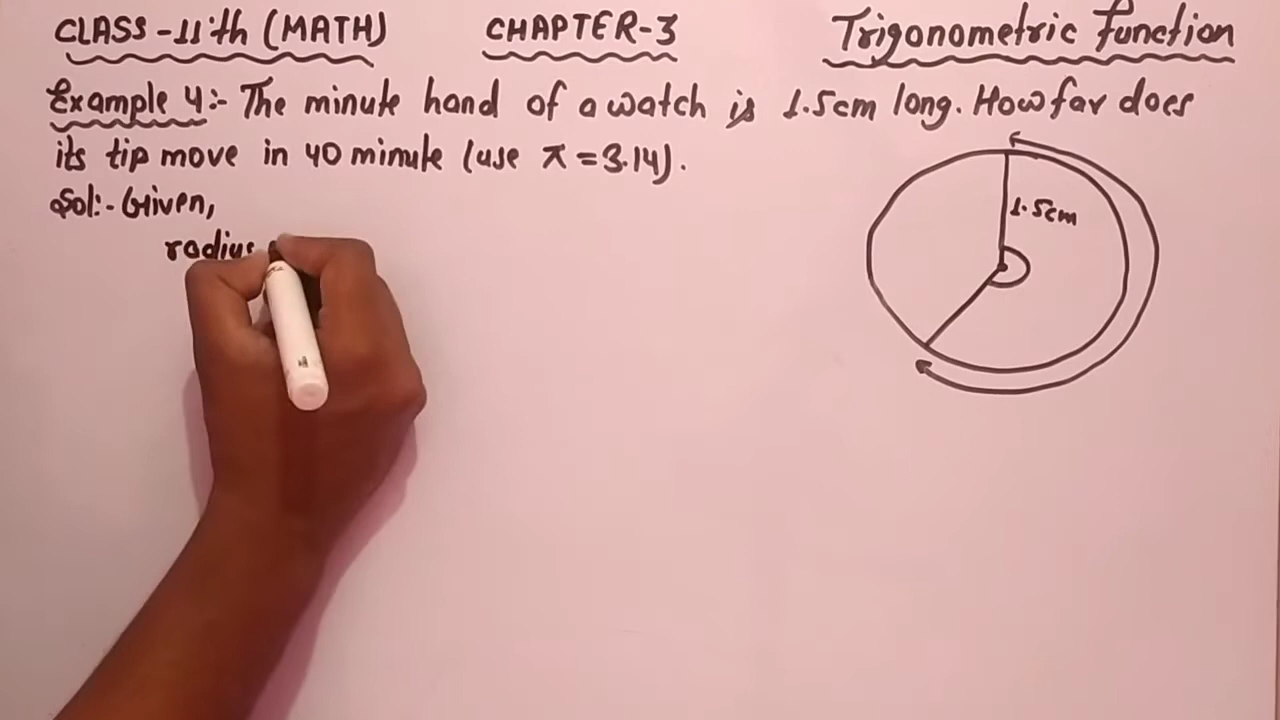 CLASS-11th (MATH) CHAPTER-3 Trigonometric function
Example 4:- The minute hand of a watch is 1.5cm long. How far does
its tip move in 40 minute (use π = 3.14).
Sol:- Given,
radius
1.5cm